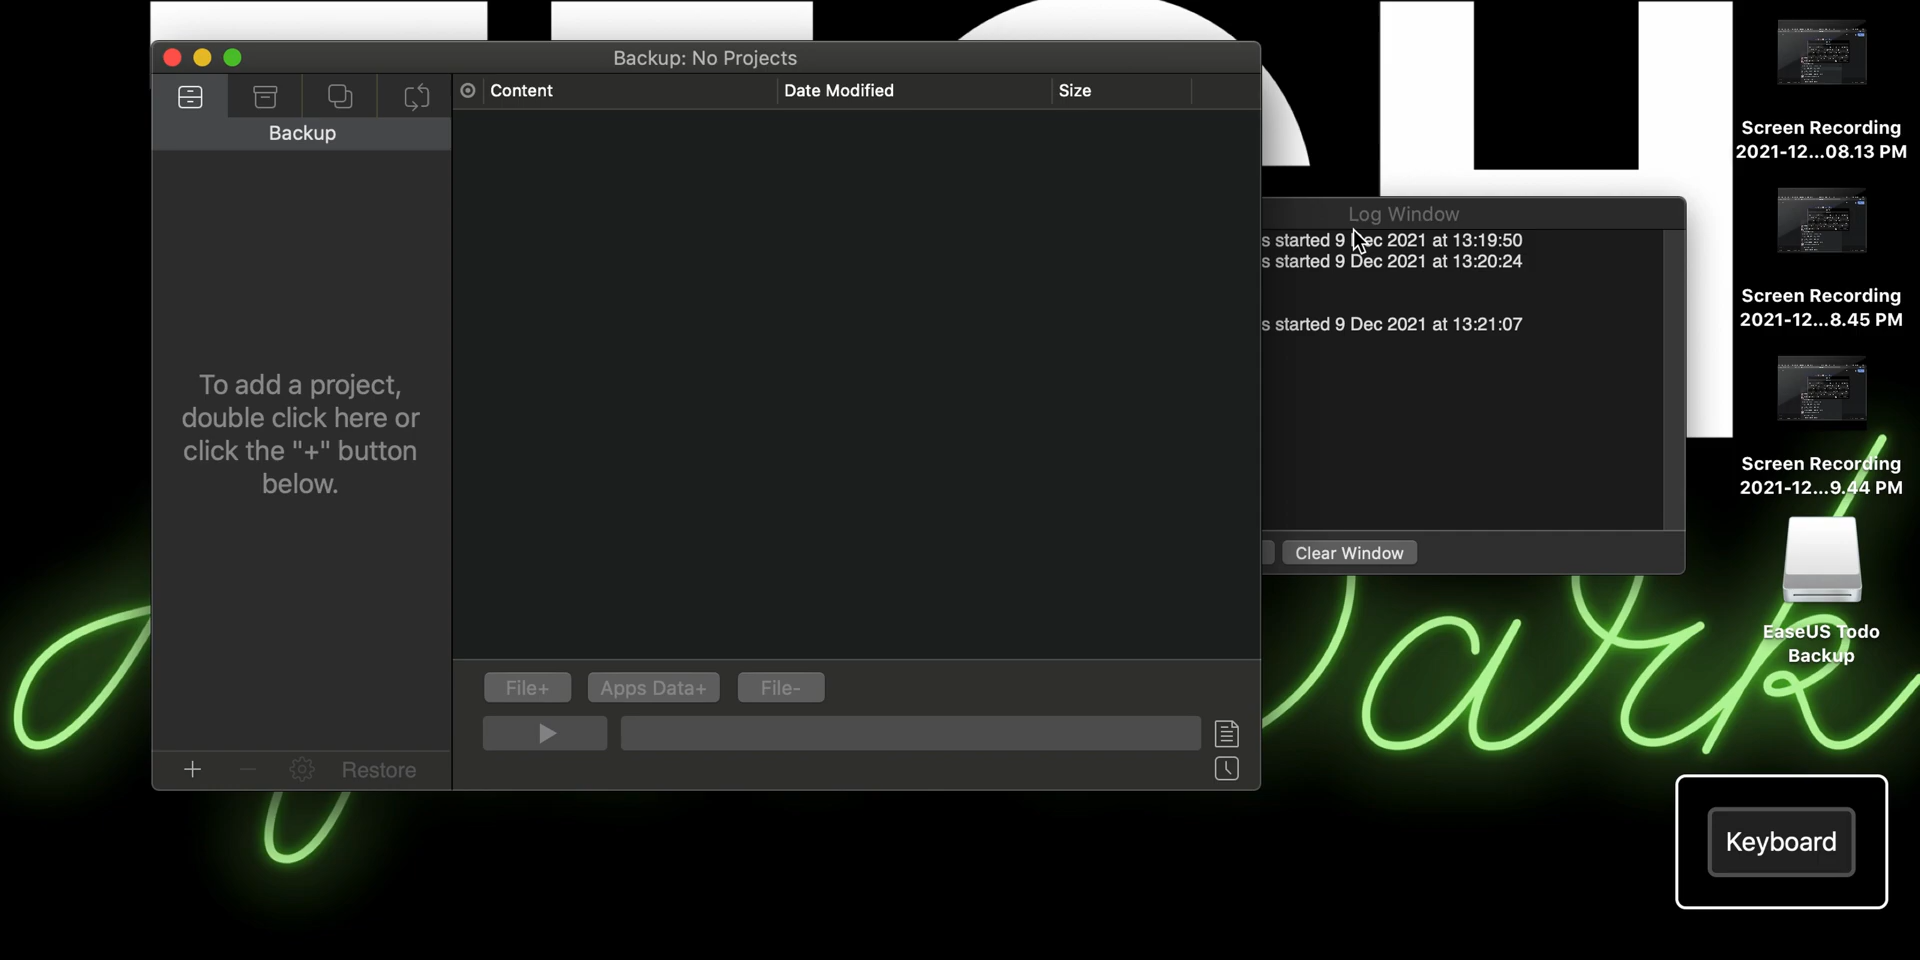 Backup: No Projects
Backup
Content
Date Modified
Size
To add a project,
double click here or
click the "+" button
below.
+
Restore
File+
Apps Data+
File-
Log Window
s started 9 Dec 2021 at 13:19:50
s started 9 Dec 2021 at 13:20:24
s started 9 Dec 2021 at 13:21:07
Clear Window
Screen Recording
2021-12...08.13 PM
Screen Recording
2021-12...8.45 PM
Screen Recording
2021-12...9.44 PM
EaseUS Todo
Backup
Keyboard